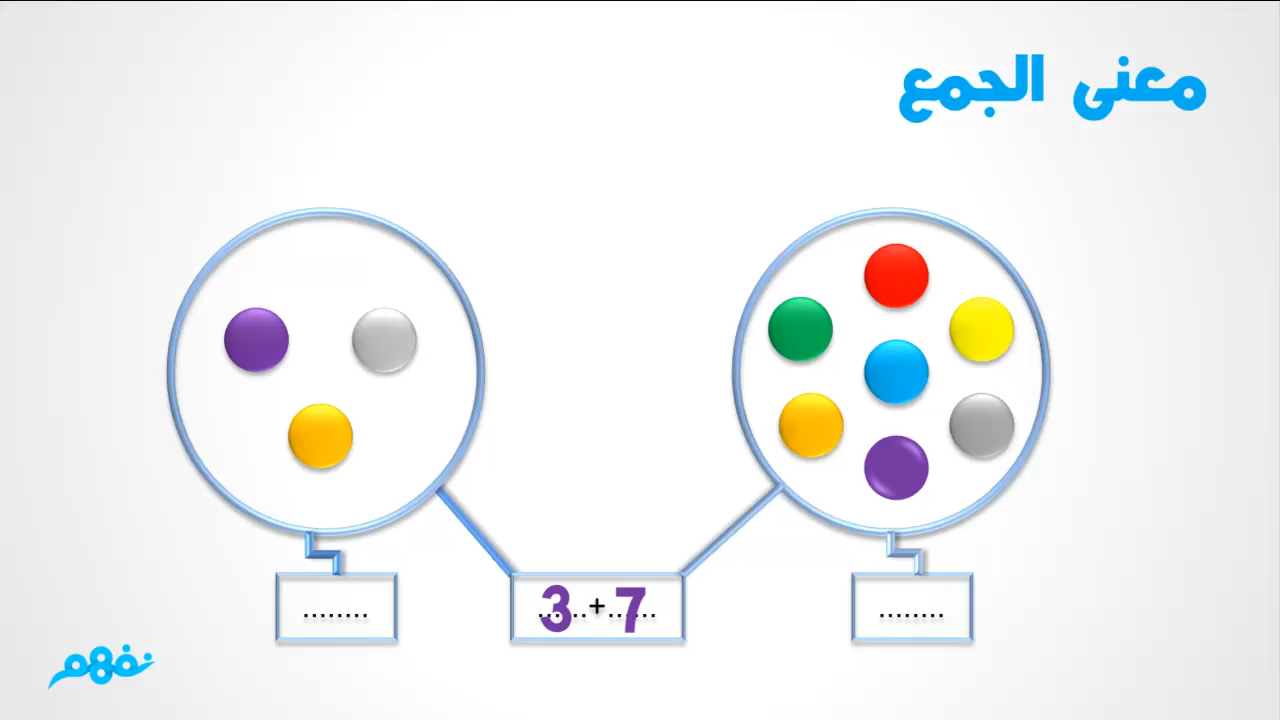 معنى الجمع
........
3 + 7
........
نفهم